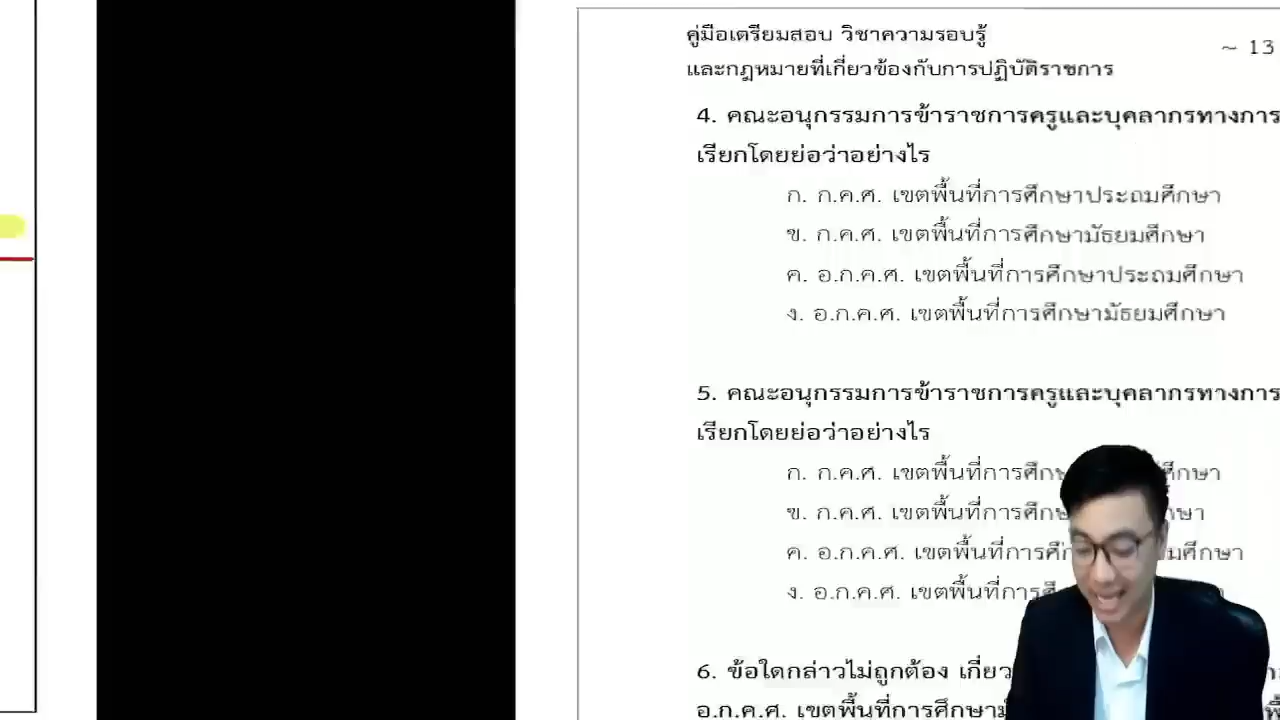 คู่มือเตรียมสอบ วิชาความรอบรู้
~ 13
และกฎหมายที่เกี่ยวข้องกับการปฏิบัติราชการ
4. คณะอนุกรรมการข้าราชการครูและบุคลากรทางการ
เรียกโดยย่อว่าอย่างไร
ก. ก.ค.ศ. เขตพื้นที่การศึกษาประถมศึกษา
ข. ก.ค.ศ. เขตพื้นที่การศึกษามัธยมศึกษา
ค. อ.ก.ค.ศ. เขตพื้นที่การศึกษาประถมศึกษา
ง. อ.ก.ค.ศ. เขตพื้นที่การศึกษามัธยมศึกษา
5. คณะอนุกรรมการข้าราชการครูและบุคลากรทางการ
เรียกโดยย่อว่าอย่างไร
ก. ก.ค.ศ. เขตพื้นที่การ
ข. ก.ค.ศ. เขตพื้นที่การ
ค. อ.ก.ค.ศ. เขตพื้นที่การ
ง. อ.ก.ค.ศ. เขตพื้นที่การ
6. ข้อใดกล่าวไม่ถูกต้อง
อ.ก.ค.ศ. เขตพื้นที่การศึกษา